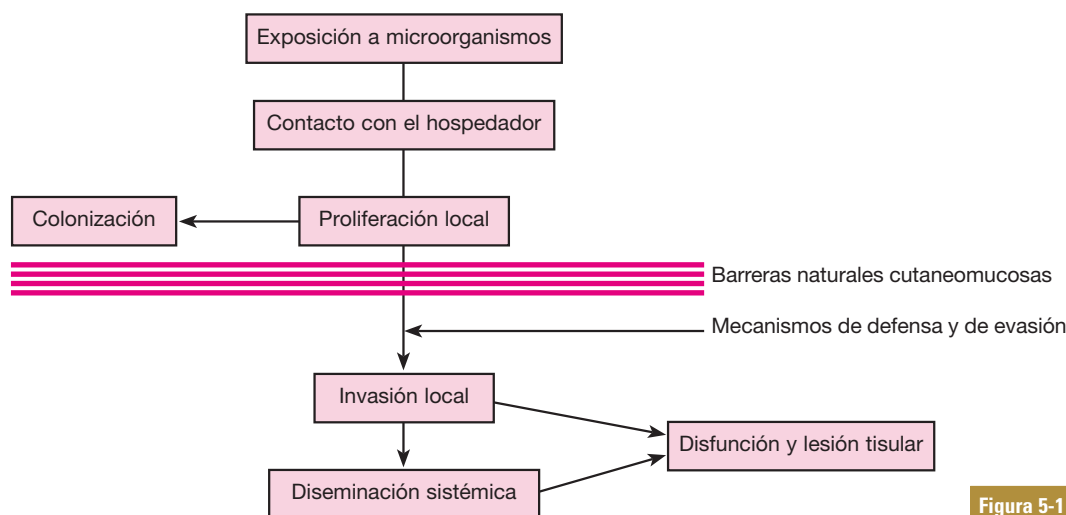 Exposición a microorganismos
Contacto con el hospedador
Colonización
Proliferación local
Barreras naturales cutaneomucosas
Mecanismos de defensa y de evasión
Invasión local
Disfunción y lesión tisular
Diseminación sistémica
Figura 5-1